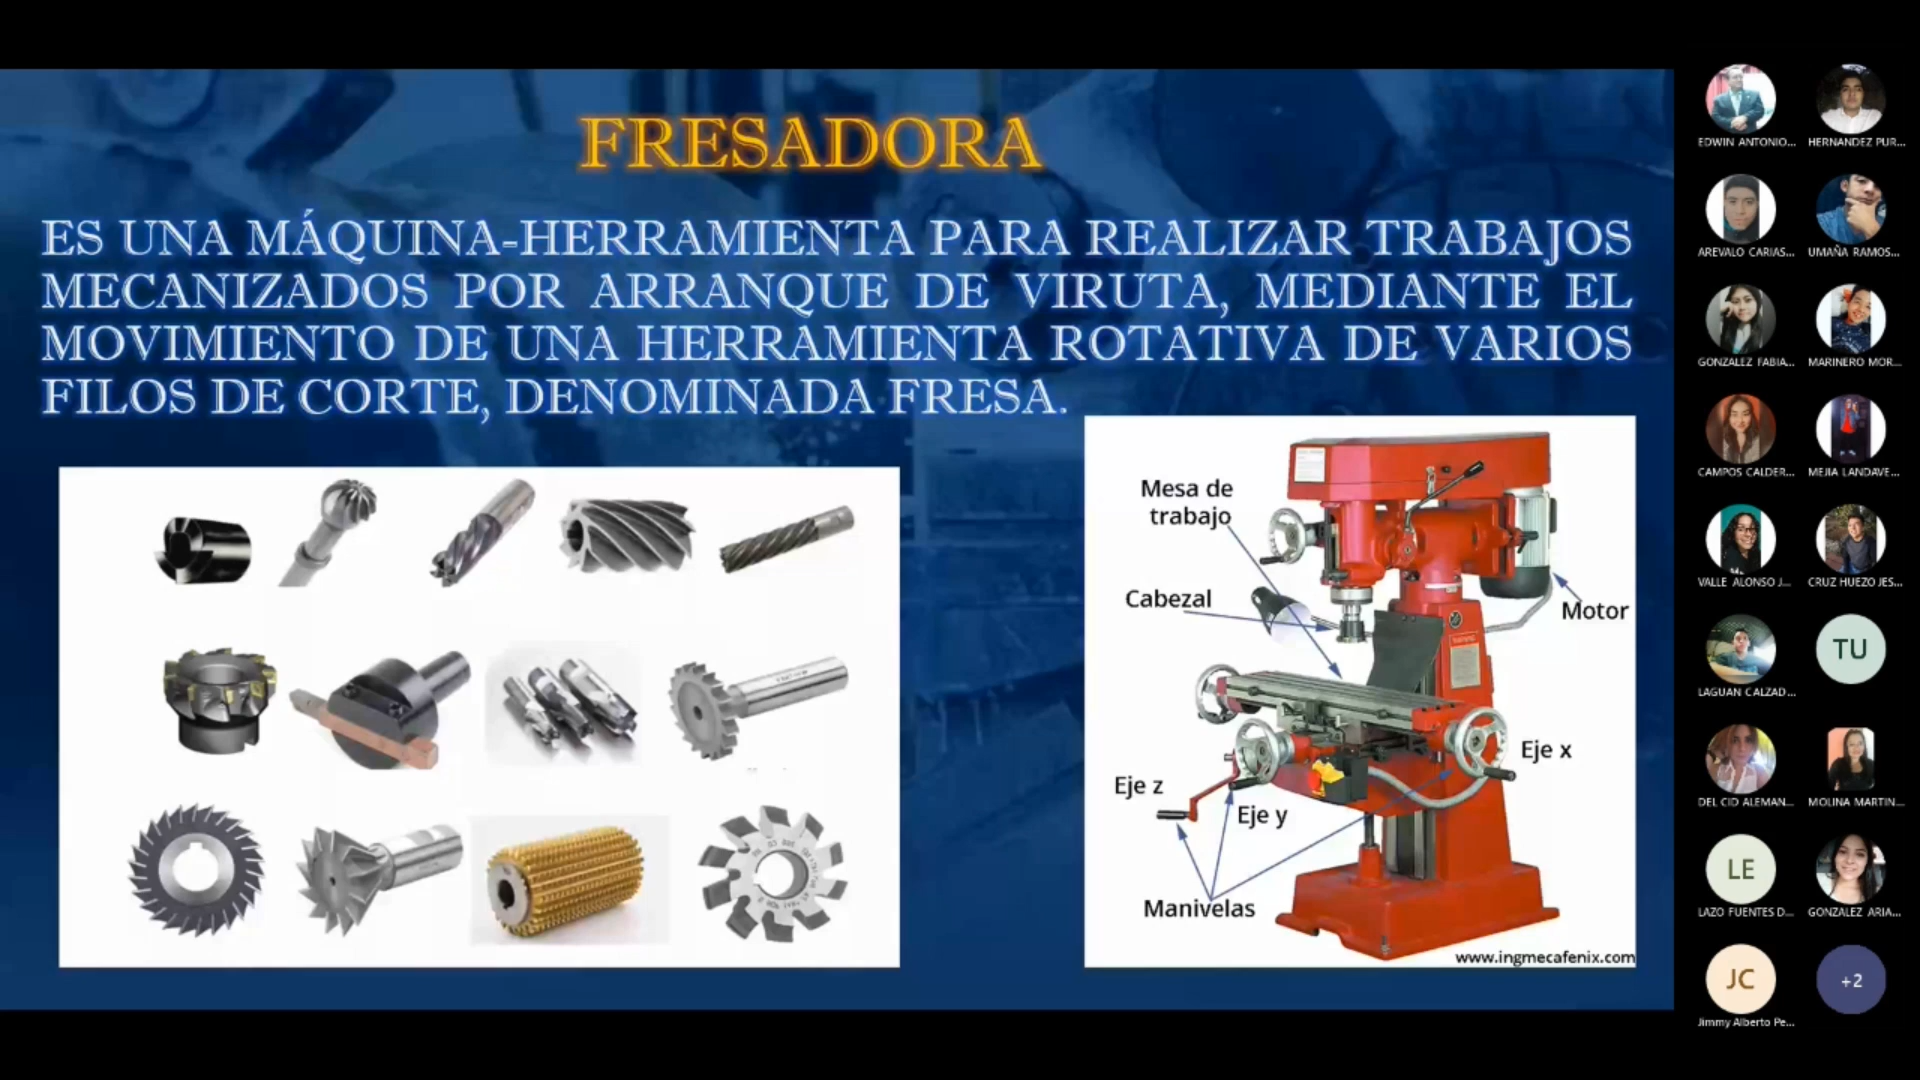 FRESADORA
ES UNA MÁQUINA-HERRAMIENTA PARA REALIZAR TRABAJOS
MECANIZADOS POR ARRANQUE DE VIRUTA, MEDIANTE EL
MOVIMIENTO DE UNA HERRAMIENTA ROTATIVA DE VARIOS
FILOS DE CORTE, DENOMINADA FRESA.
Mesa de
trabajo
Cabezal
Motor
Eje x
Eje z
Eje y
Manivelas
www.ingmecafenix.com
EDWIN ANTONIO...
HERNANDEZ PUR...
AREVALO CARIAS...
UMAÑA RAMOS...
GONZALEZ FABIA...
MARINERO MOR...
CAMPOS CALDER...
MEJIA LANDAVE...
VALLE ALONSO J...
CRUZ HUEZO JES...
LAGUAN CALZAD...
TU
DEL CID ALEMAN...
MOLINA MARTIN...
LE
LAZO FUENTES D...
GONZALEZ ARIA...
JC
Jimmy Alberto Pe...
+2